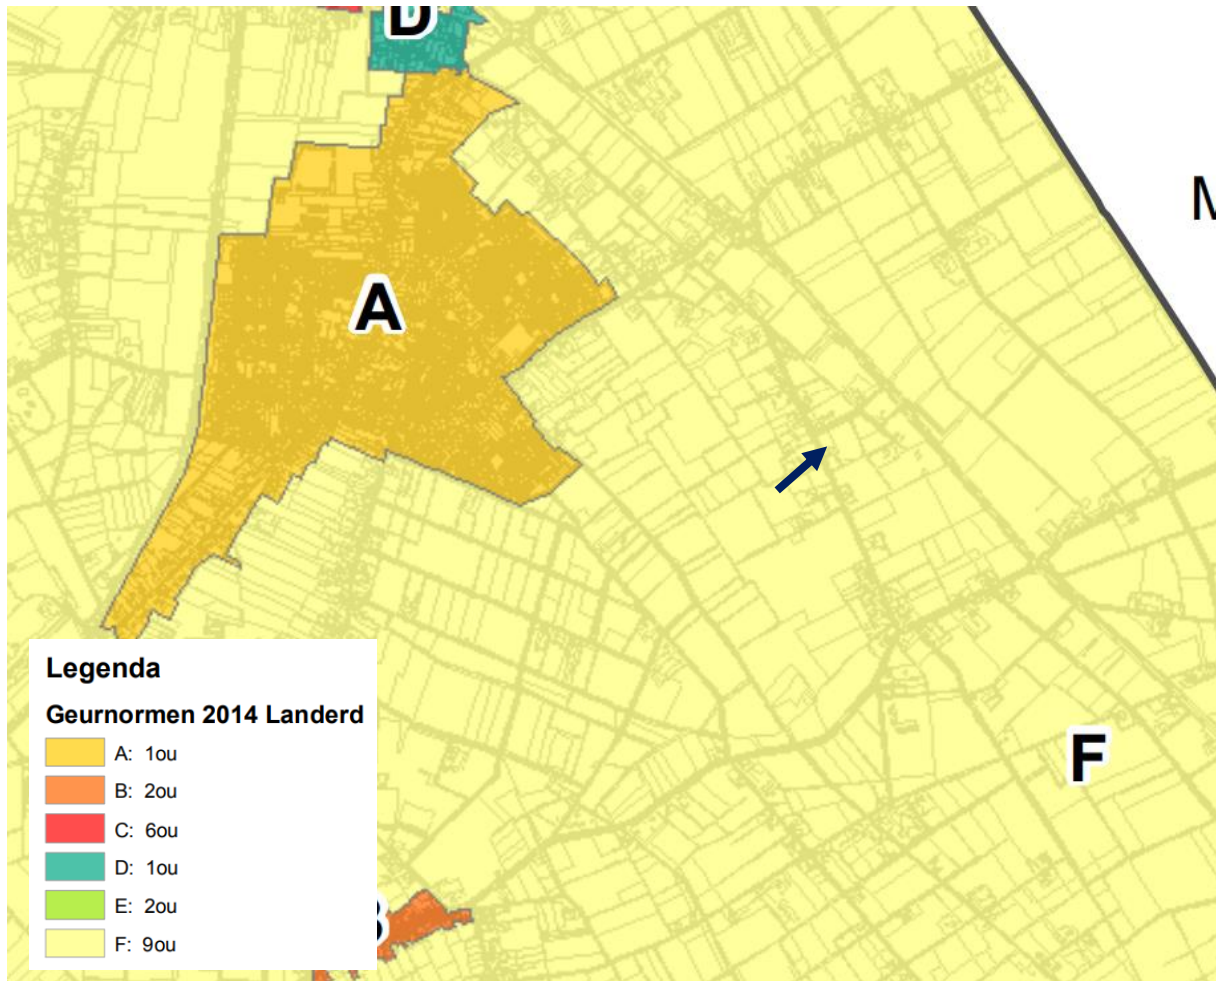 D
M
A
F
Legenda
Geurnormen 2014 Landerd
A: 1ou
B: 2ou
C: 6ou
D: 1ou
E: 2ou
F: 9ou
B